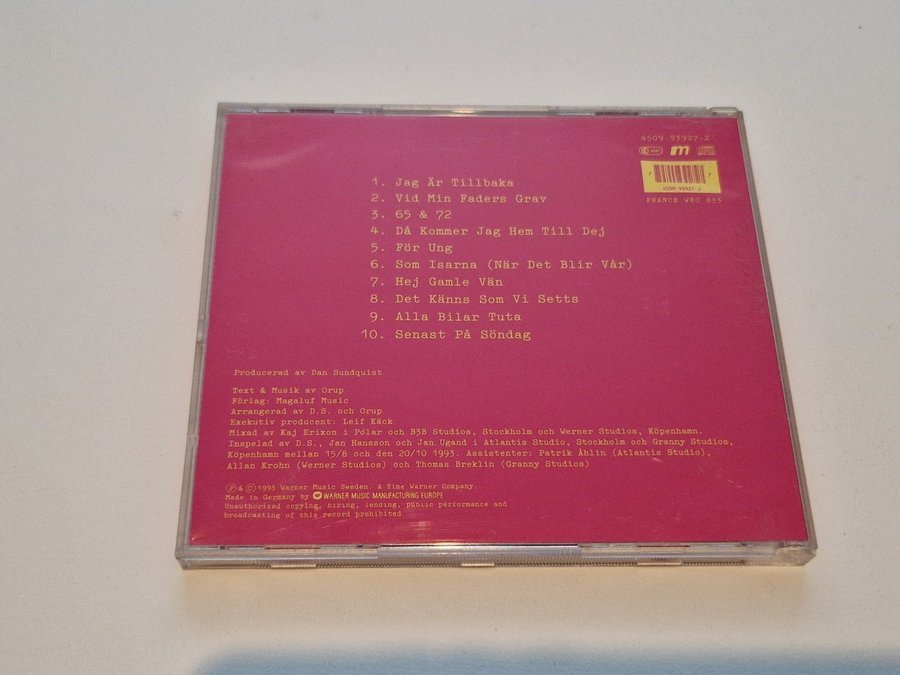 4509-93927-2
m
F F
4509-93927-2
FRANCE WEC 833
1. Jag Är Tillbaka
2. Vid Min Faders Grav
3. 65 & 72
4. Då Kommer Jag Hem Till Dej
5. För Ung
6. Som Isarna (När Det Blir Vår)
7. Hej Gamle Vän
8. Det Känns Som Vi Setts
9. Alla Bilar Tuta
10. Senast På Söndag
Producerad av Dan Sundquist
Text & Musik av Orup
Förlag: Magaluf Music
Arrangerad av D.S. och Orup
Exekutiv producent: Leif Käck
Mixad av Kaj Erixon i Polar och B3B Studios, Stockholm och Werner Studios, Köpenhamn.
Inspelad av D.S., Jan Hansson och Jan Ugand i Atlantis Studio, Stockholm och Granny Studios,
Köpenhamn mellan 15/8 och den 20/10 1993. Assistenter: Patrik Åhlin (Atlantis Studio),
Allan Krohn (Werner Studios) och Thomas Breklin (Granny Studios)
℗ & © 1993 Warner Music Sweden. A Time Warner Company.
Made in Germany by WARNER MUSIC MANUFACTURING EUROPE
Unauthorized copying, hiring, lending, public performance and
broadcasting of this record prohibited